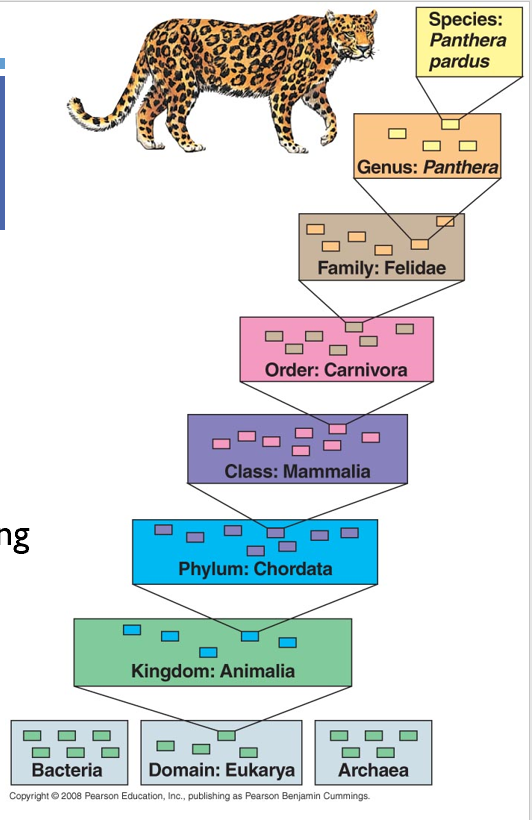 Species:
Panthera
pardus
Genus: Panthera
Family: Felidae
Order: Carnivora
Class: Mammalia
ng
Phylum: Chordata
Kingdom: Animalia
Bacteria
Domain: Eukarya
Archaea
Copyright © 2008 Pearson Education, Inc., publishing as Pearson Benjamin Cummings.